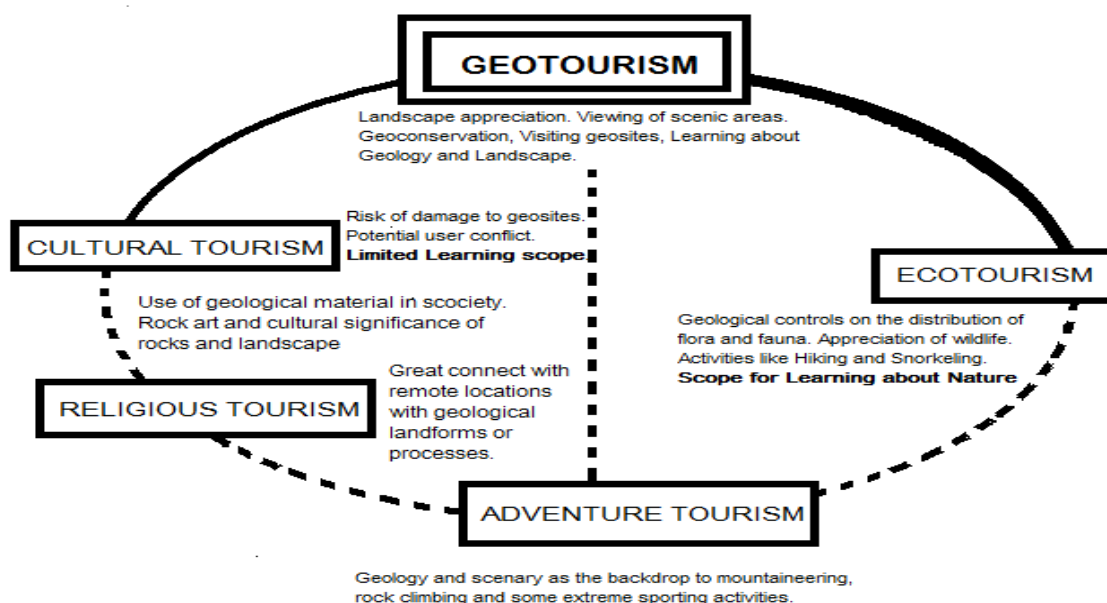 GEOTOURISM
Landscape appreciation. Viewing of scenic areas.
Geoconservation, Visiting geosites, Learning about
Geology and Landscape.
CULTURAL TOURISM
Risk of damage to geosites.
Potential user conflict.
Limited Learning scope.
ECOTOURISM
Use of geological material in scociety.
Rock art and cultural significance of
rocks and landscape
Geological controls on the distribution of
flora and fauna. Appreciation of wildlife.
Activities like Hiking and Snorkeling.
Scope for Learning about Nature
RELIGIOUS TOURISM
Great connect with
remote locations
with geological
landforms or
processes.
ADVENTURE TOURISM
Geology and scenary as the backdrop to mountaineering,
rock climbing and some extreme sporting activities.